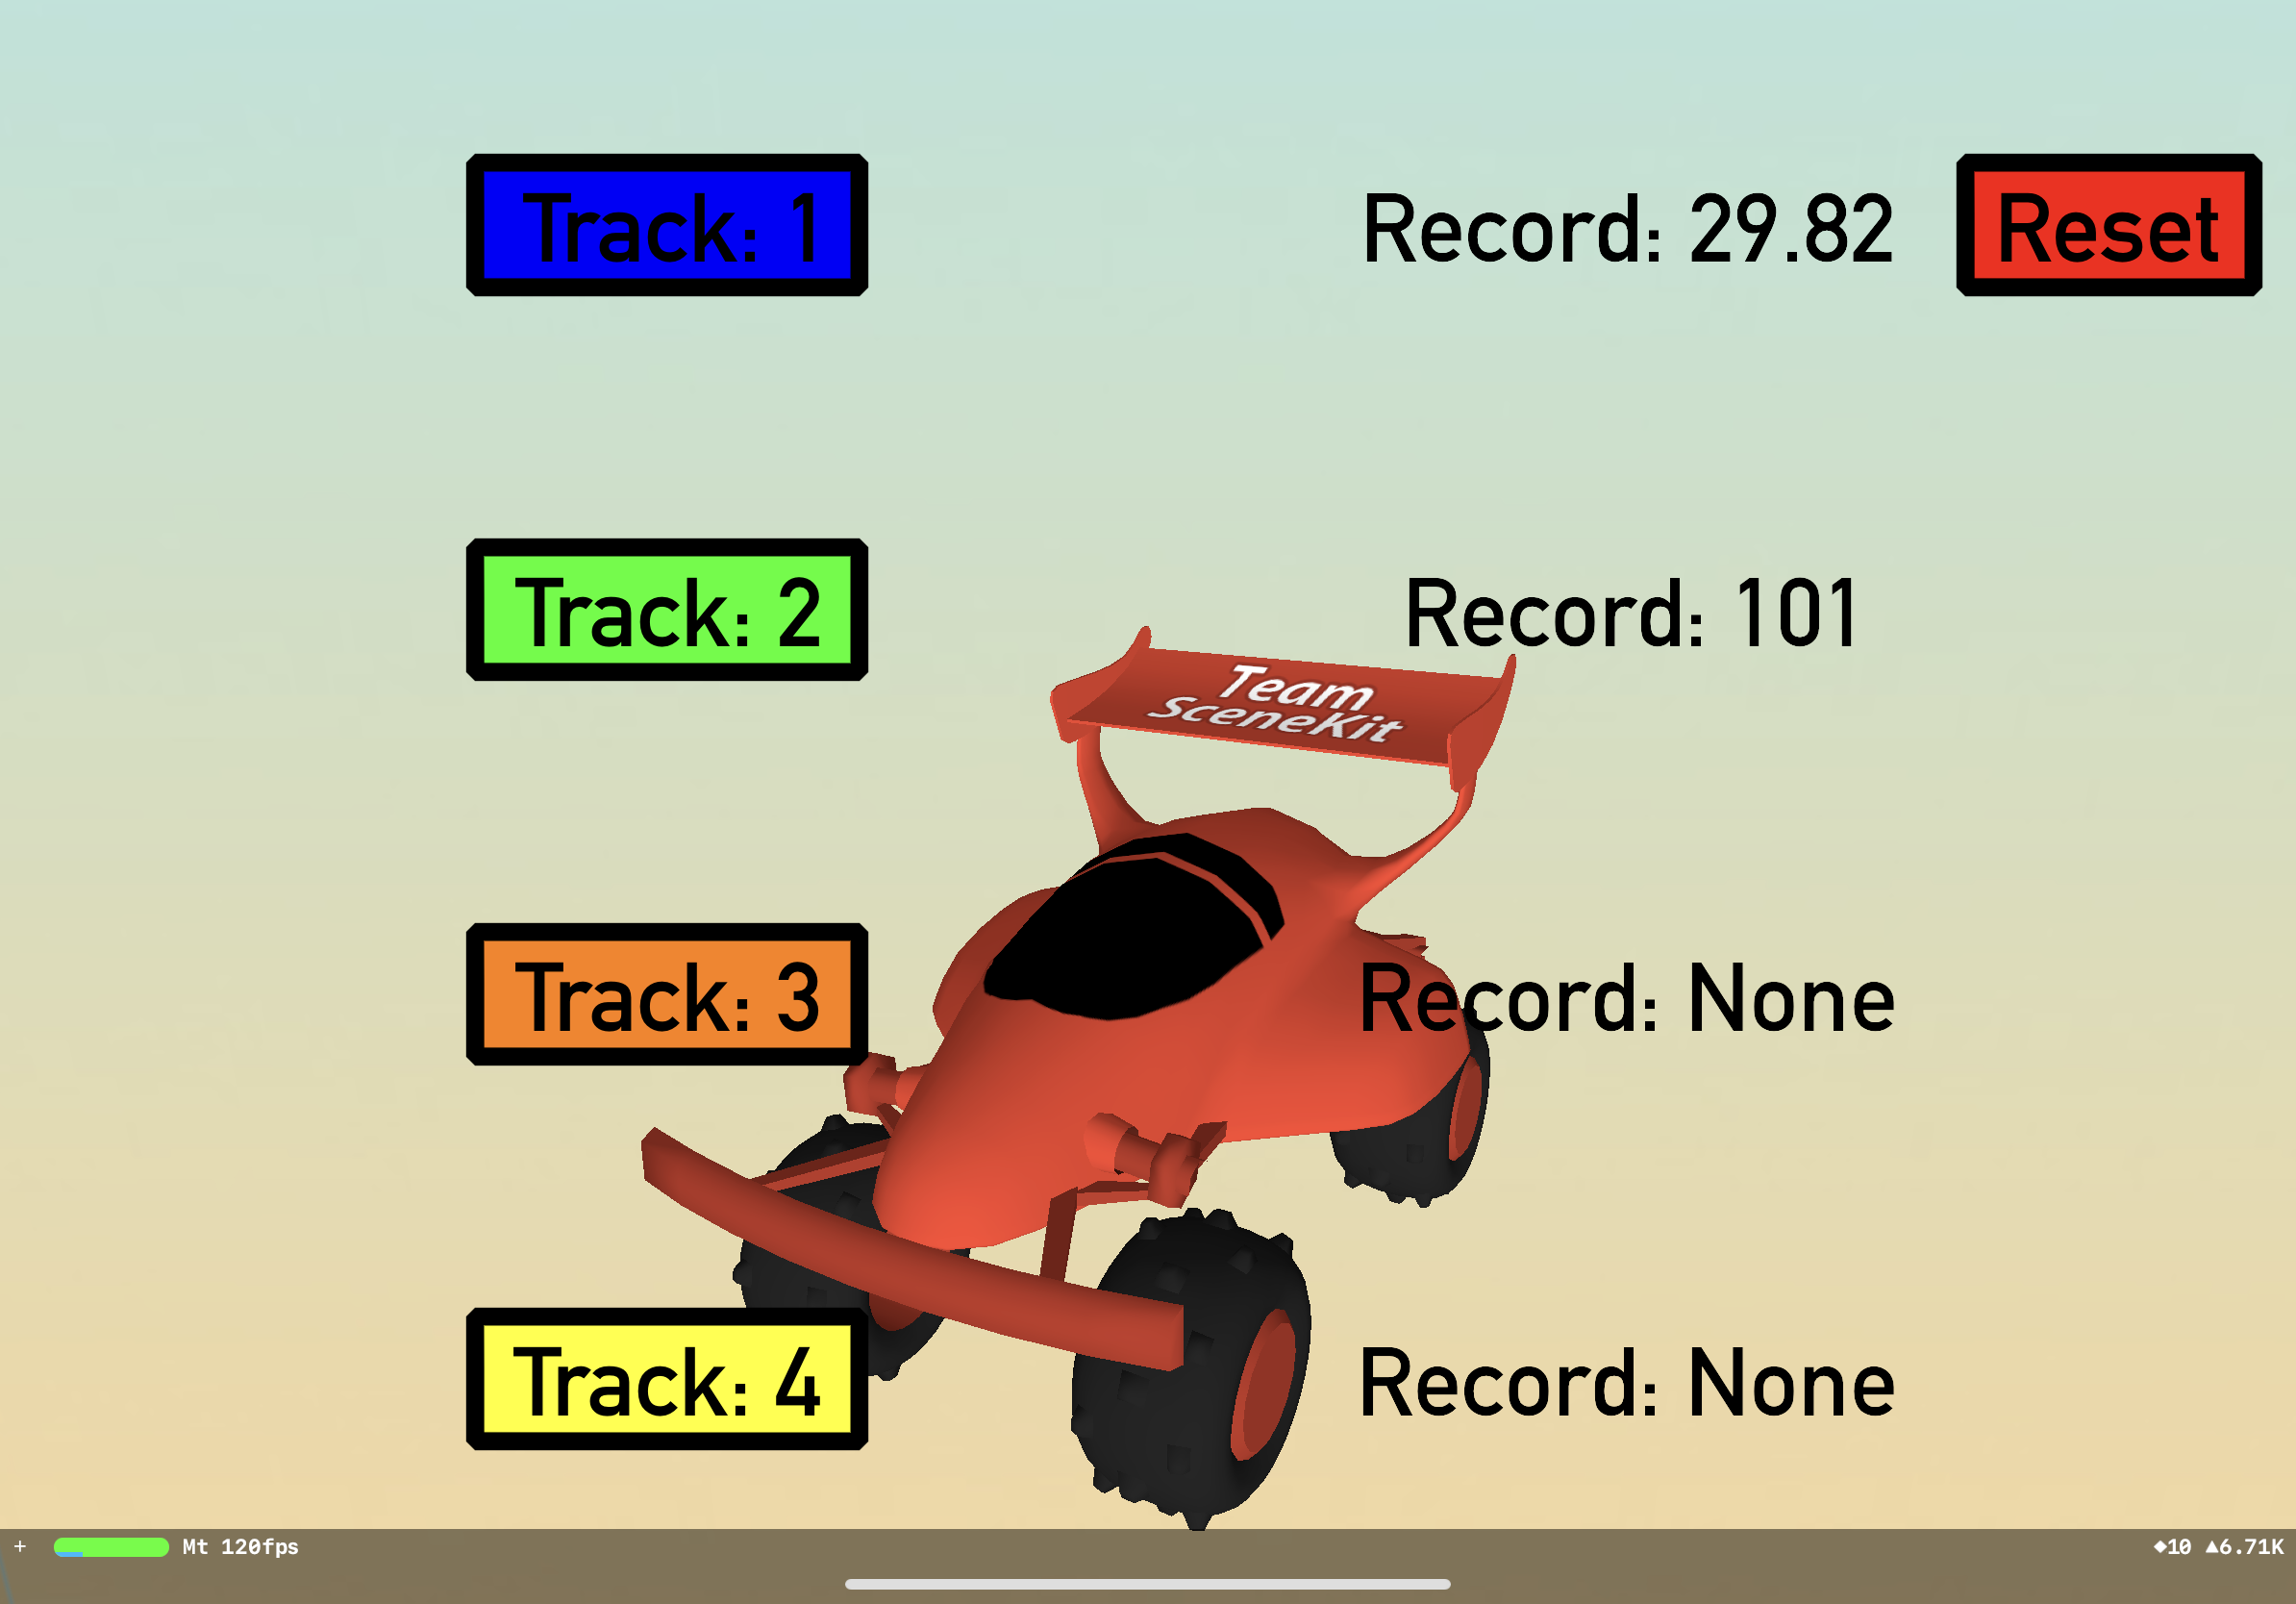 Track: 1
Record: 29.82
Reset
Track: 2
Record: 101
Team
SceneKit
Track: 3
Record: None
Track: 4
Record: None
+ Mt 120fps
◆10 ▲6.71K